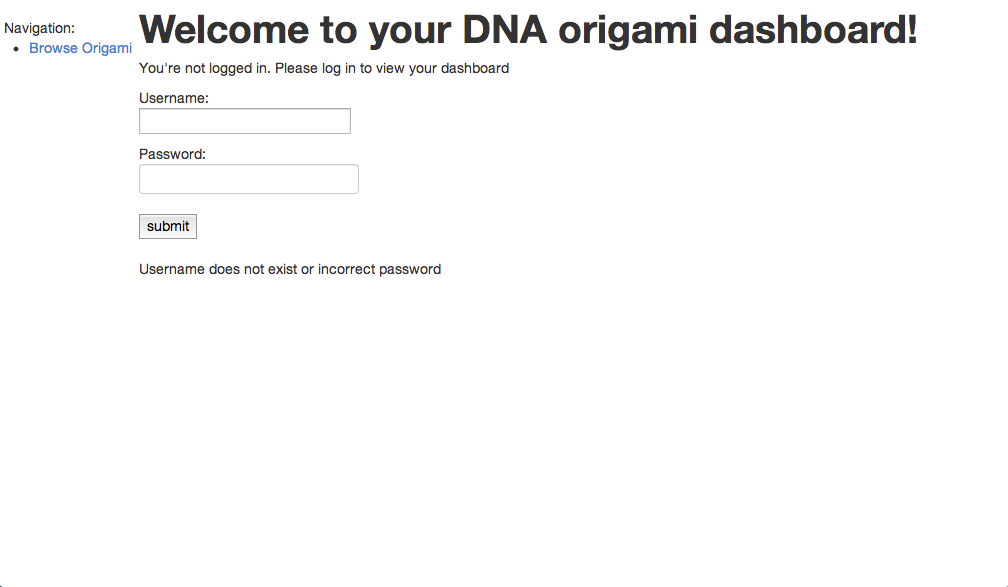 Navigation:
Browse Origami
Welcome to your DNA origami dashboard!
You're not logged in. Please log in to view your dashboard
Username:
Password:
submit
Username does not exist or incorrect password